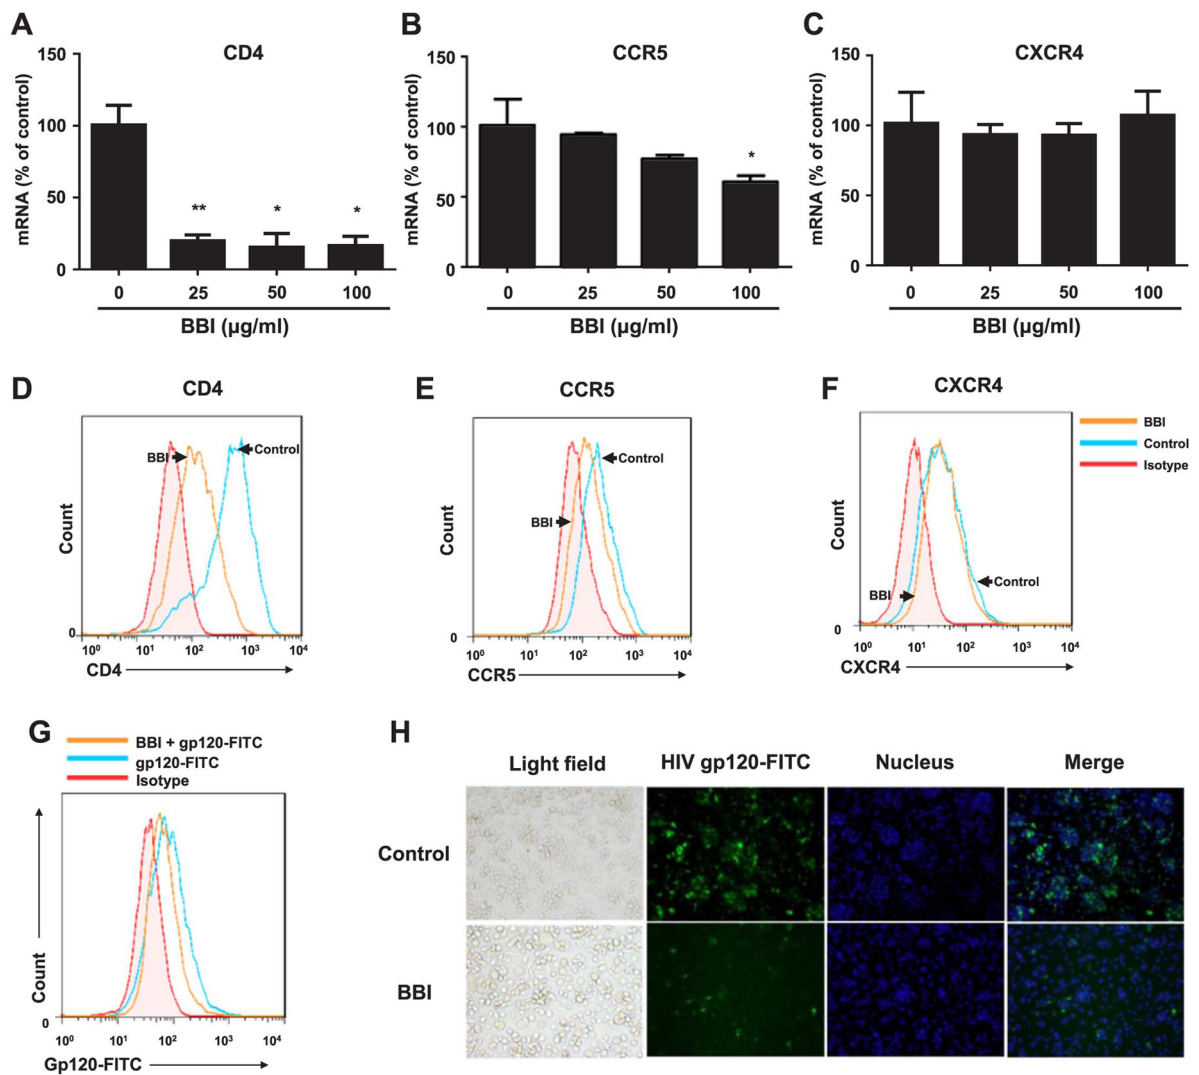 A
CD4
mRNA (% of control)
150
100
50
0
**
*
*
0 25 50 100
BBI (µg/ml)
B
CCR5
mRNA (% of control)
150
100
50
0
*
0 25 50 100
BBI (µg/ml)
C
CXCR4
mRNA (% of control)
150
100
50
0
0 25 50 100
BBI (µg/ml)
D
CD4
Count
BBI
Control
0
10⁰ 10¹ 10² 10³ 10⁴
CD4
E
CCR5
Count
Control
BBI
0
10⁰ 10¹ 10² 10³ 10⁴
CCR5
F
CXCR4
Count
Control
BBI
0
10⁰ 10¹ 10² 10³ 10⁴
CXCR4
BBI
Control
Isotype
G
BBI + gp120-FITC
gp120-FITC
Isotype
Count
0
10⁰ 10¹ 10² 10³ 10⁴
Gp120-FITC
H
Light field HIV gp120-FITC Nucleus Merge
Control
BBI